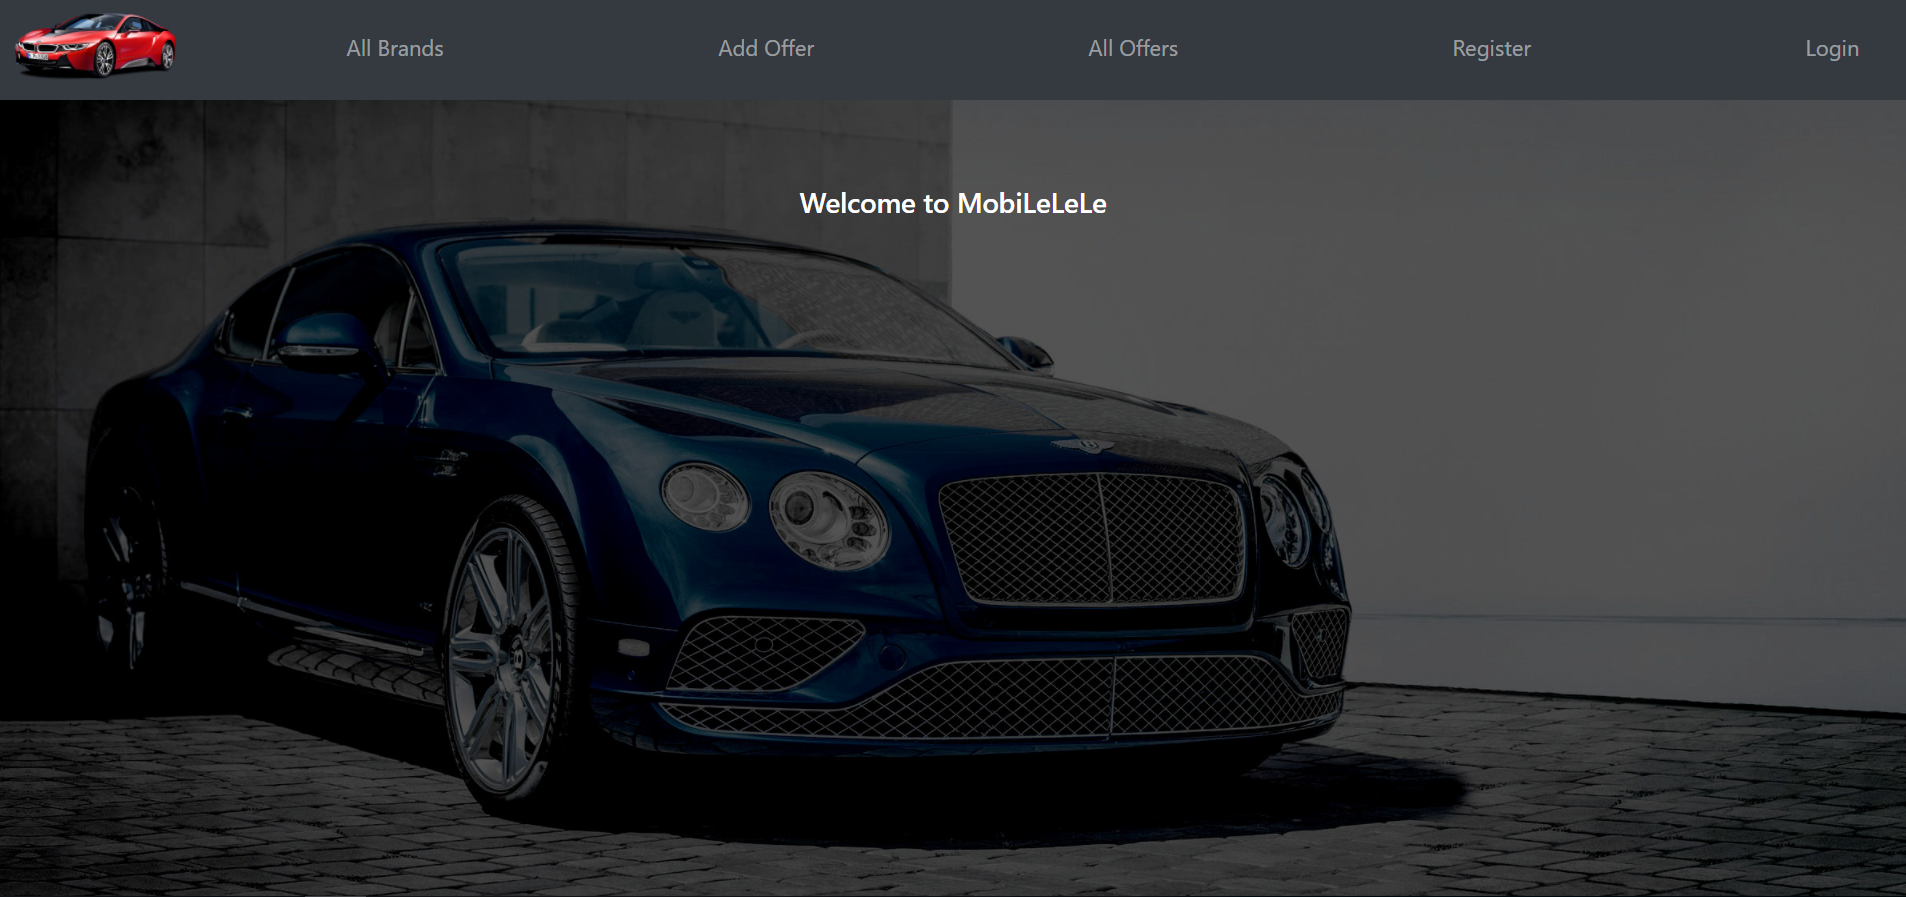 All Brands
Add Offer
All Offers
Register
Login
Welcome to MobiLeLeLe